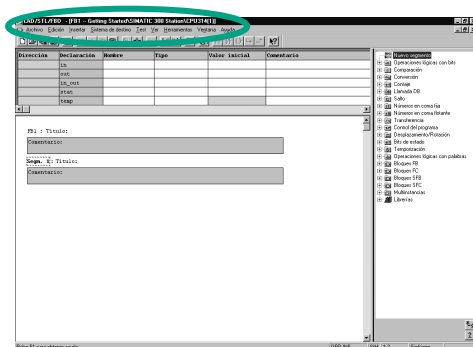 KAD/STL/FBD - [FB1 -- Getting Started\SIMATIC 300 Station\CPU314(1)]
Archivo Edición Insertar Sistema de destino Test Ver Herramientas Ventana Ayuda
Dirección Declaración Nombre Tipo Valor inicial Comentario
in
out
in_out
stat
temp
FB1 : Título:
Comentario:
Segm. 1: Título:
Comentario:
Nuevo segmento
Operaciones lógicas con bits
Comparación
Conversión
Contaje
Llamada DB
Salto
Números en coma fija
Números en coma flotante
Transferencia
Control del programa
Desplazamiento/Rotación
Bits de estado
Temporización
Operaciones lógicas con palabras
Bloques FB
Bloques FC
Bloques SFB
Bloques SFC
Multiinstancias
Librerías